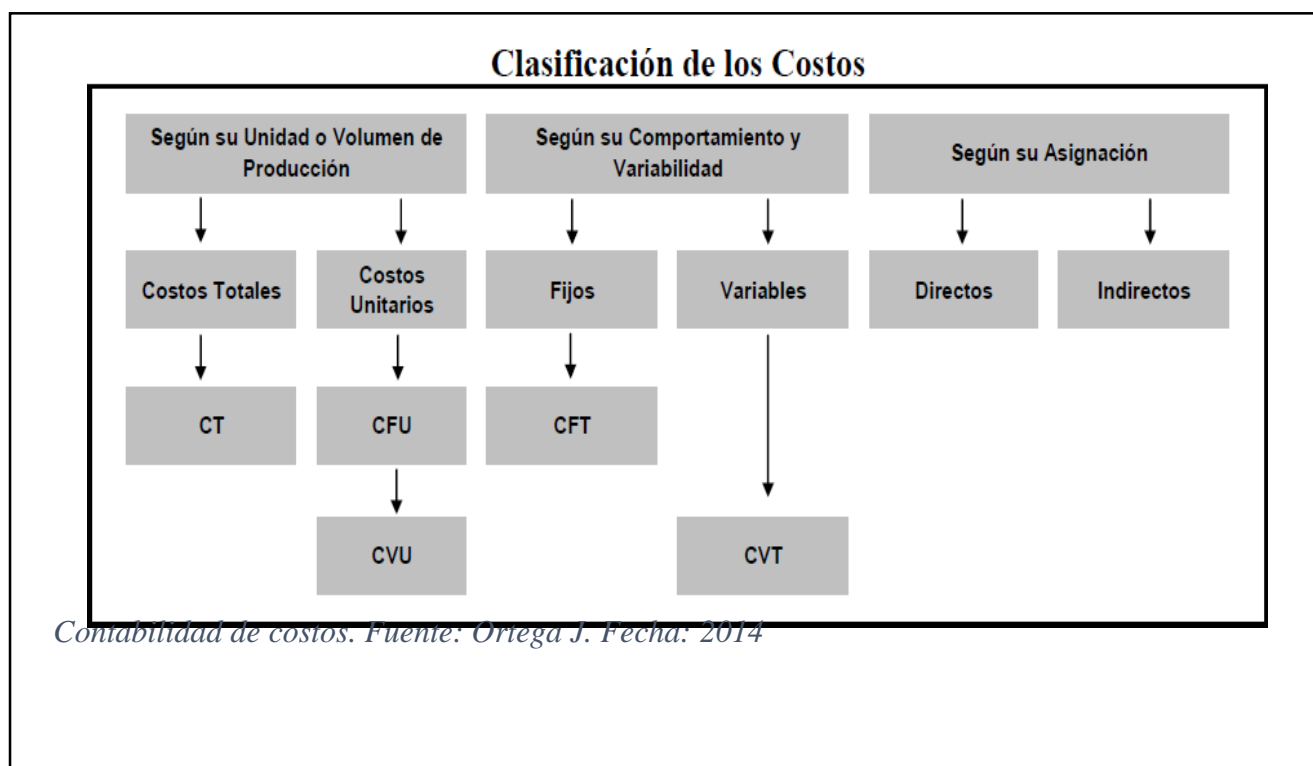 Clasificación de los Costos
Según su Unidad o Volumen de
Producción
Según su Comportamiento y
Variabilidad
Según su Asignación
Costos Totales
Costos
Unitarios
Fijos
Variables
Directos
Indirectos
CT
CFU
CFT
CVU
CVT
Contabilidad de costos. Fuente: Ortega J. Fecha: 2014